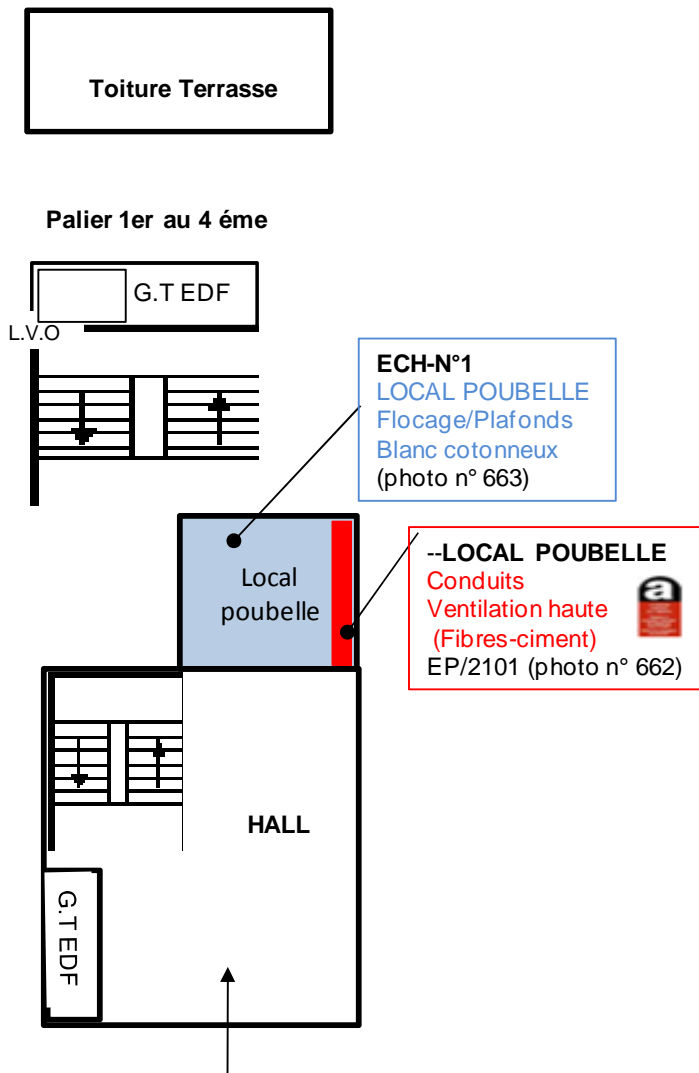 Toiture Terrasse
Palier 1er au 4 éme
G.T EDF
L.V.O
ECH-N°1
LOCAL POUBELLE
Flocage/Plafonds
Blanc cotonneux
(photo n° 663)
--LOCAL POUBELLE
Conduits
Ventilation haute
(Fibres-ciment)
EP/2101 (photo n° 662)
a
Local
poubelle
HALL
G.T EDF